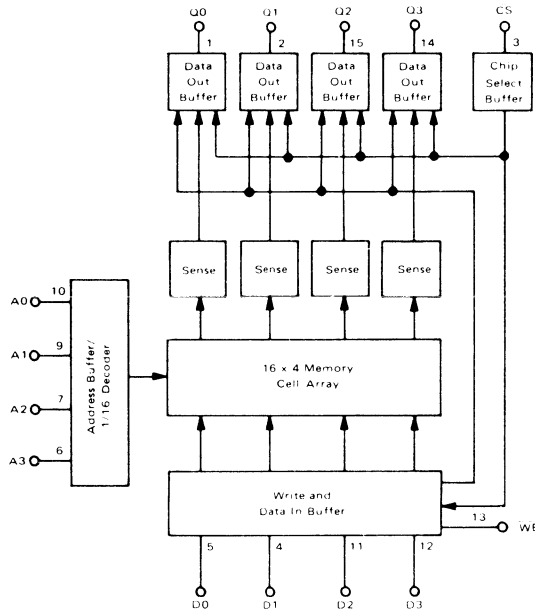 Q0 Q1 Q2 Q3 CS
1 2 15 14 3
Data Out Buffer
Data Out Buffer
Data Out Buffer
Data Out Buffer
Chip Select Buffer
Sense Sense Sense Sense
A0 10
A1 9
A2 7
A3 6
Address Buffer/
1/16 Decoder
16 x 4 Memory
Cell Array
Write and
Data In Buffer
13 WE
5 4 11 12
D0 D1 D2 D3